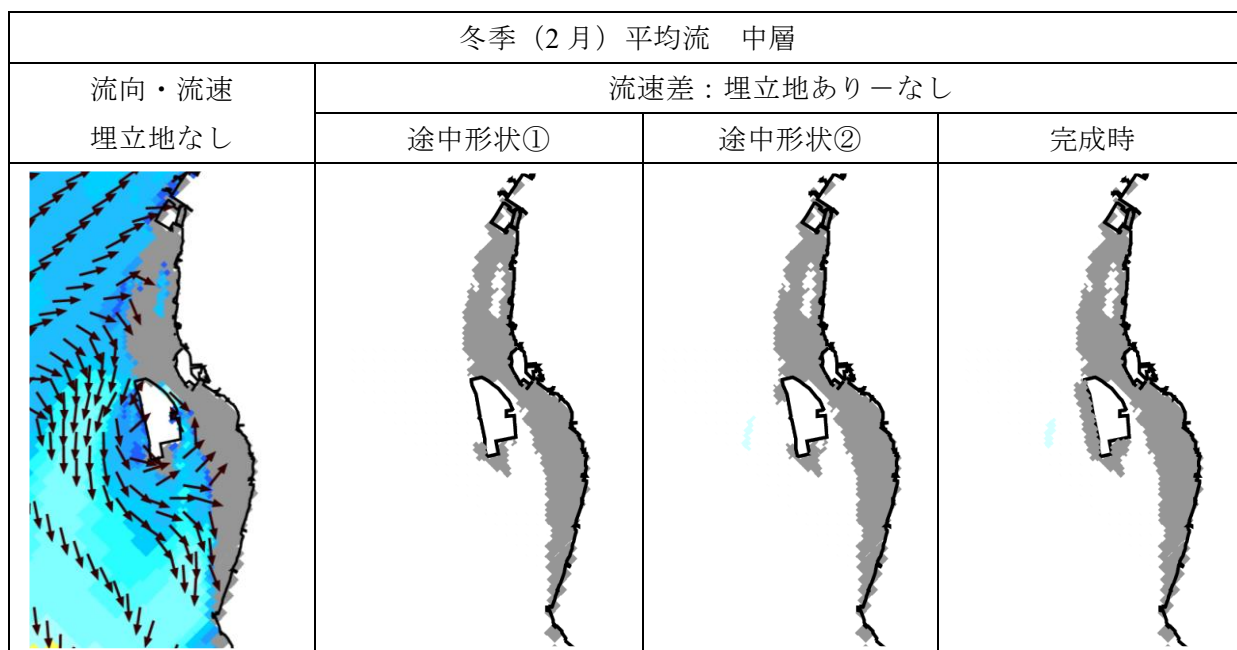 冬季（2月）平均流　中層
流向・流速
埋立地なし
流速差：埋立地あり－なし
途中形状①
途中形状②
完成時